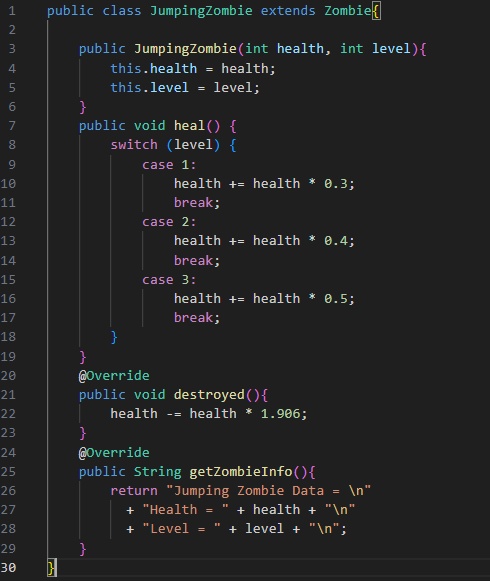 1 public class JumpingZombie extends Zombie{
2
3     public JumpingZombie(int health, int level){
4         this.health = health;
5         this.level = level;
6     }
7     public void heal() {
8         switch (level) {
9             case 1:
10                 health += health * 0.3;
11                 break;
12             case 2:
13                 health += health * 0.4;
14                 break;
15             case 3:
16                 health += health * 0.5;
17                 break;
18         }
19     }
20     @Override
21     public void destroyed(){
22         health -= health * 1.906;
23     }
24     @Override
25     public String getZombieInfo(){
26         return "Jumping Zombie Data = \n"
27           + "Health = " + health + "\n"
28           + "Level = " + level + "\n";
29     }
30 }